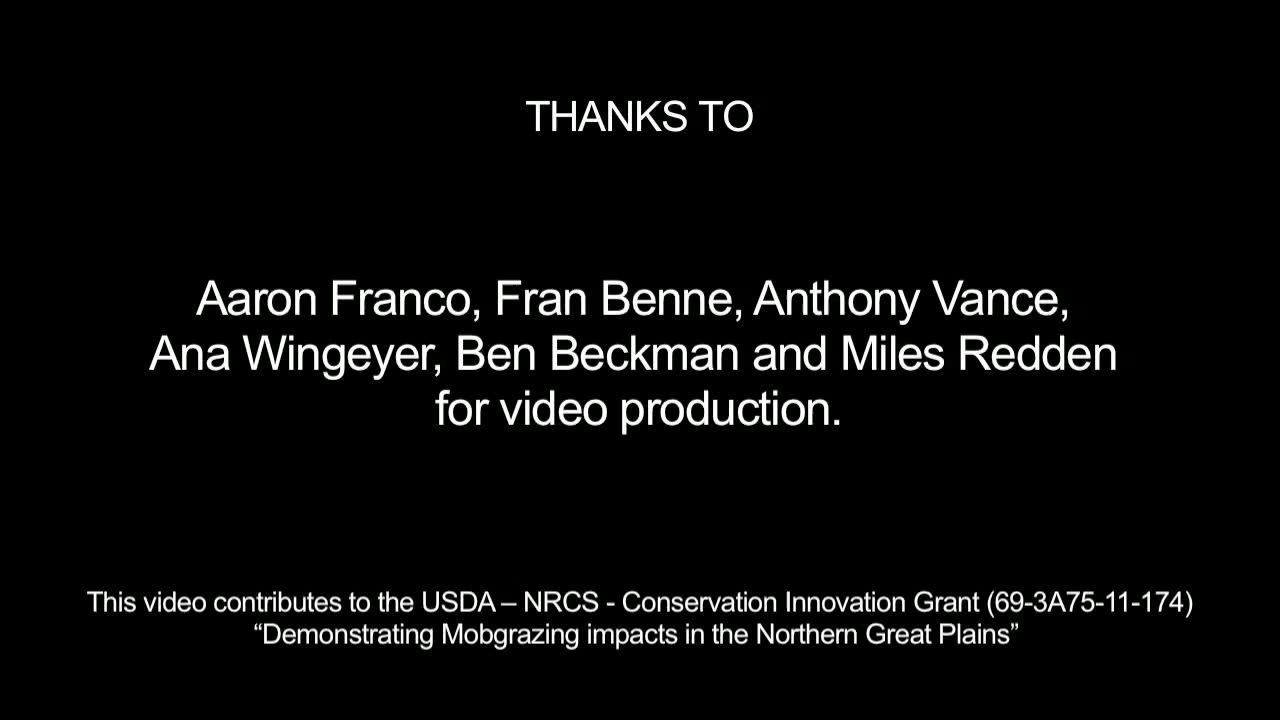 THANKS TO
Aaron Franco, Fran Benne, Anthony Vance,
Ana Wingeyer, Ben Beckman and Miles Redden
for video production.
This video contributes to the USDA – NRCS - Conservation Innovation Grant (69-3A75-11-174)
“Demonstrating Mobgrazing impacts in the Northern Great Plains”